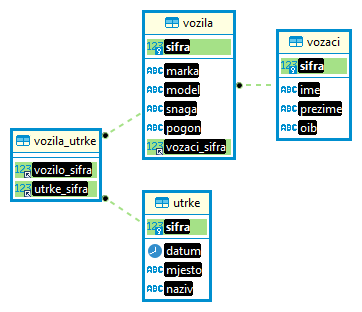 vozila
123 sifra
ABC marka
ABC model
ABC snaga
ABC pogon
123 vozaci_sifra
vozaci
123 sifra
ABC ime
ABC prezime
ABC oib
vozila_utrke
123 vozilo_sifra
123 utrke_sifra
utrke
123 sifra
datum
ABC mjesto
ABC naziv